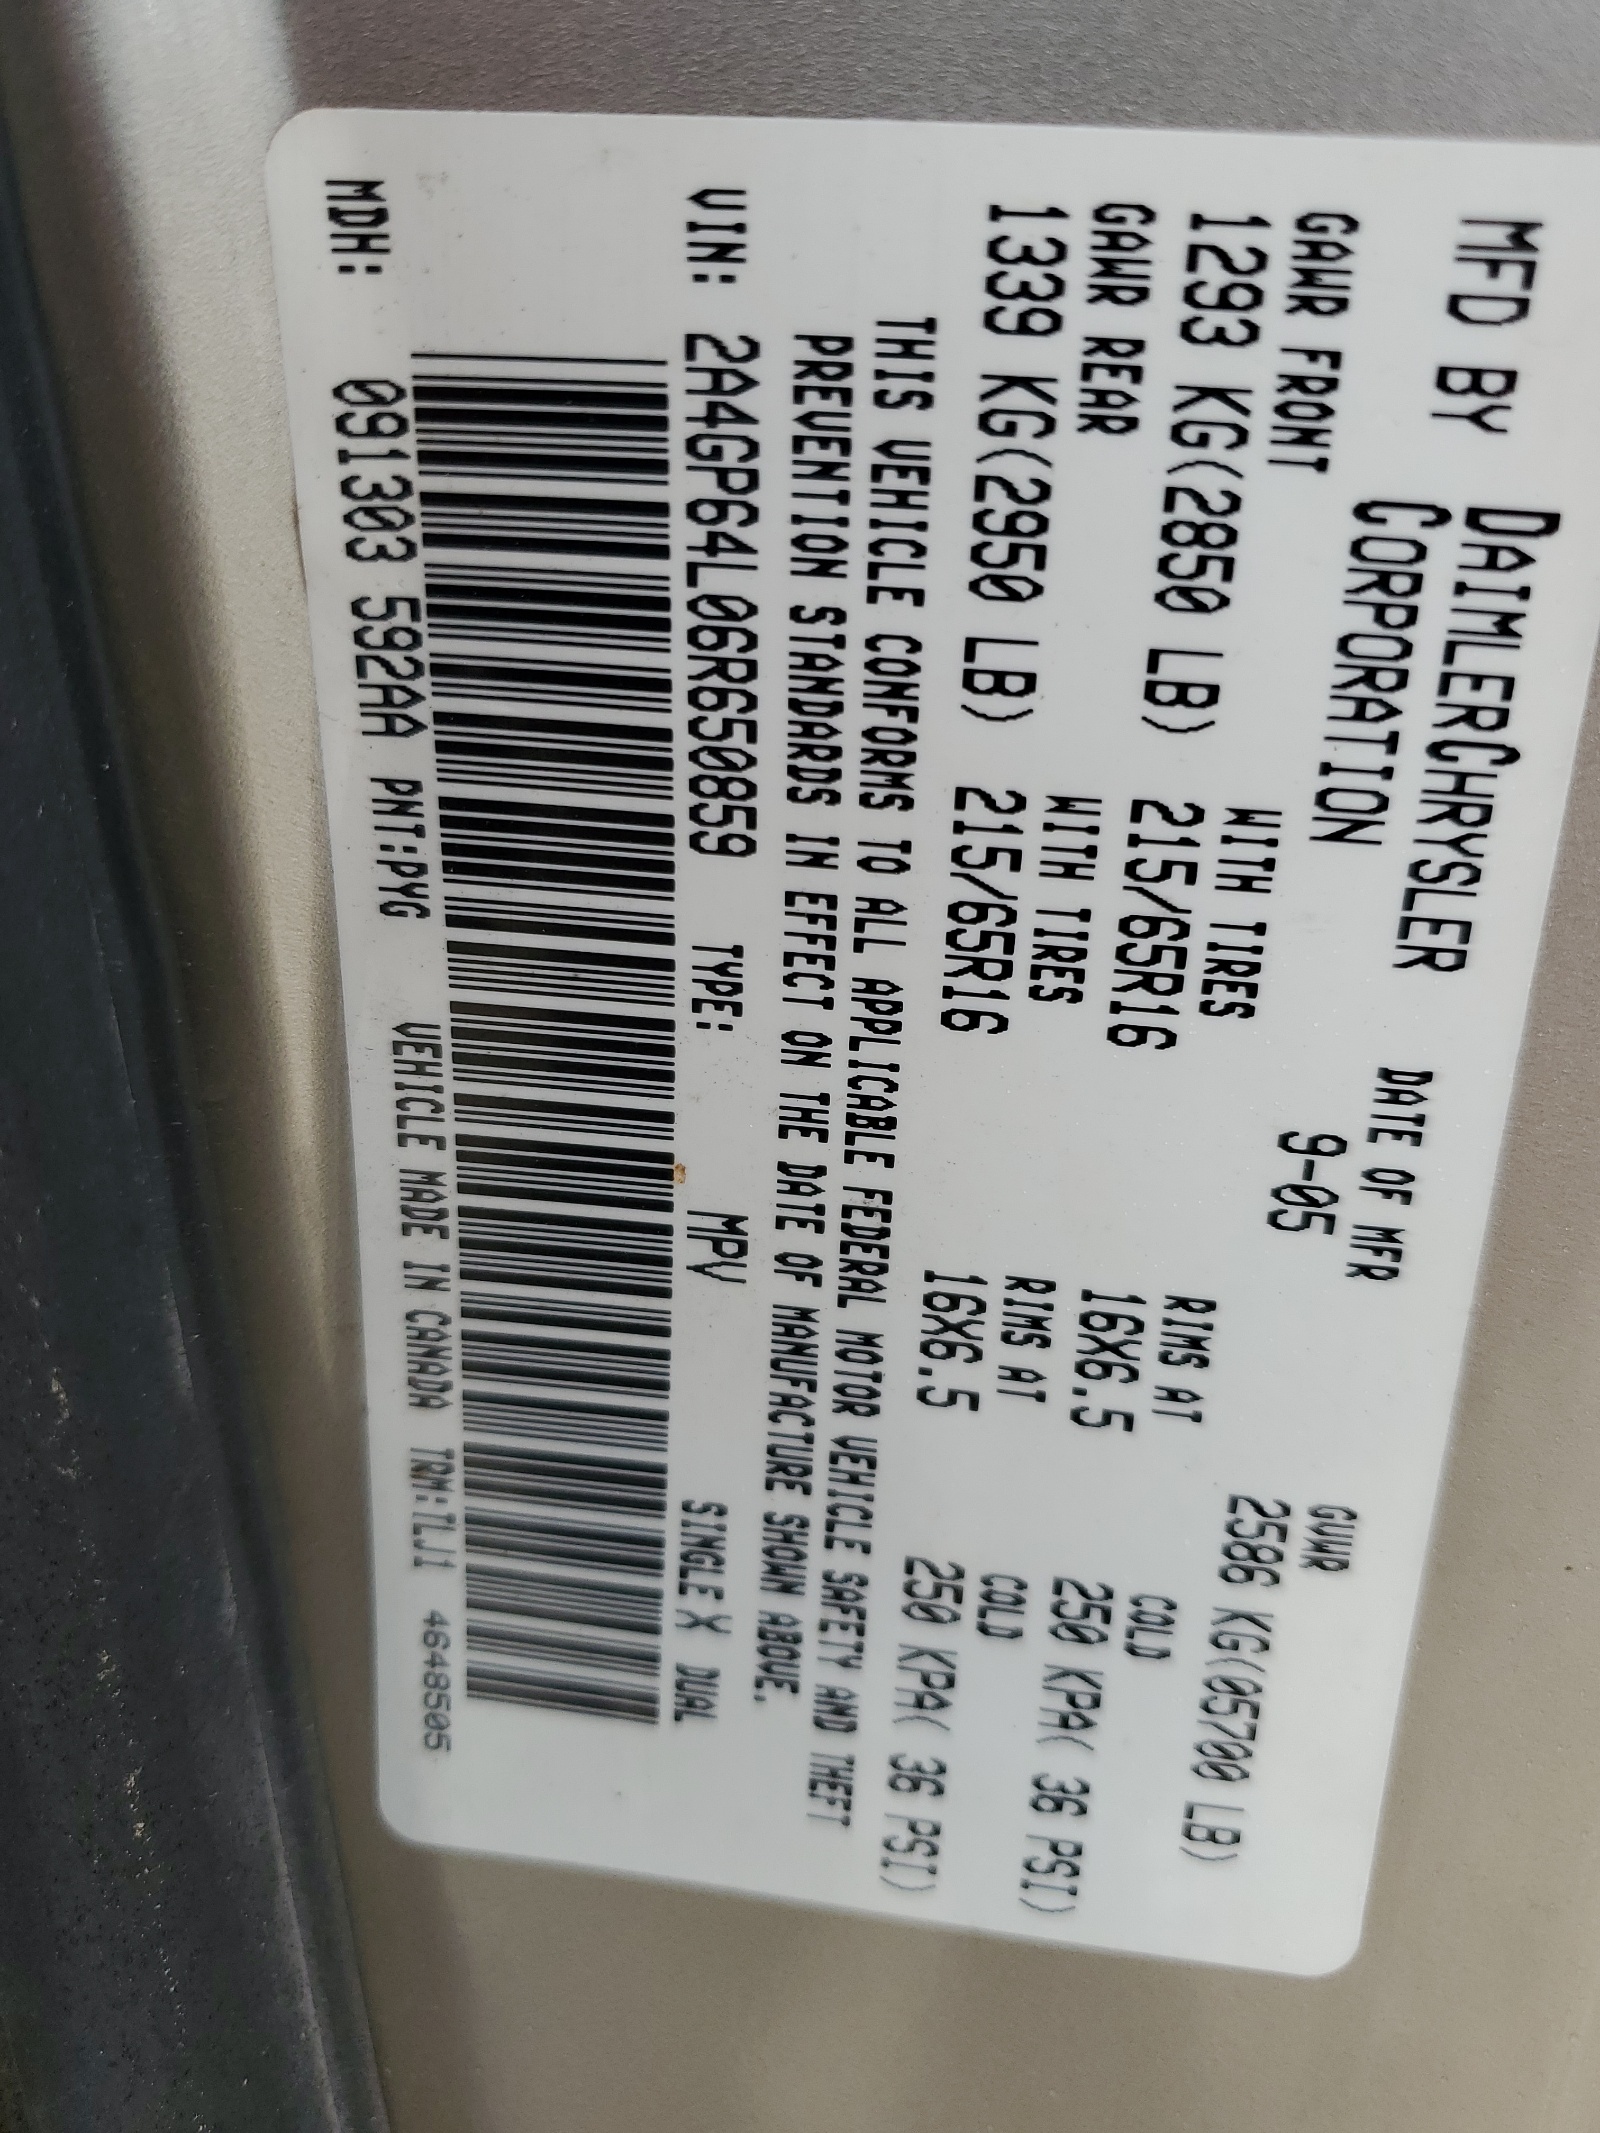 MFD BY DAIMLERCHRYSLER CORPORATION
DATE OF MFR 9-05
GVWR 2586 KG(05700 LB)
GAWR FRONT WITH TIRES RIMS AT COLD
1293 KG(2850 LB) 215/65R16 16X6.5 250 KPA( 36 PSI)
GAWR REAR WITH TIRES RIMS AT COLD
1339 KG(2950 LB) 215/65R16 16X6.5 250 KPA( 36 PSI)
THIS VEHICLE CONFORMS TO ALL APPLICABLE FEDERAL MOTOR VEHICLE SAFETY AND THEFT
PREVENTION STANDARDS IN EFFECT ON THE DATE OF MANUFACTURE SHOWN ABOVE.
VIN: 2A4GP64L06R650859 TYPE: MPV SINGLE X DUAL
MDH: 091303 592AA PNT:PYG VEHICLE MADE IN CANADA TRM:7LJ1 4648505